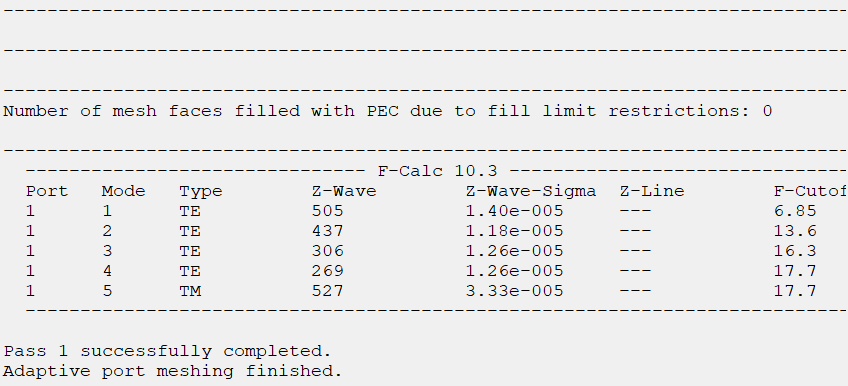 --------------------------------------------------------------------------------
--------------------------------------------------------------------------------
--------------------------------------------------------------------------------
Number of mesh faces filled with PEC due to fill limit restrictions: 0
--------------------------------------------------------------------------------
------------------------------- F-Calc 10.3 -------------------------------
Port Mode Type Z-Wave Z-Wave-Sigma Z-Line F-Cutof
1 1 TE 505 1.40e-005 --- 6.85
1 2 TE 437 1.18e-005 --- 13.6
1 3 TE 306 1.26e-005 --- 16.3
1 4 TE 269 1.26e-005 --- 17.7
1 5 TM 527 3.33e-005 --- 17.7
---------------------------------------------------------------------------
Pass 1 successfully completed.
Adaptive port meshing finished.